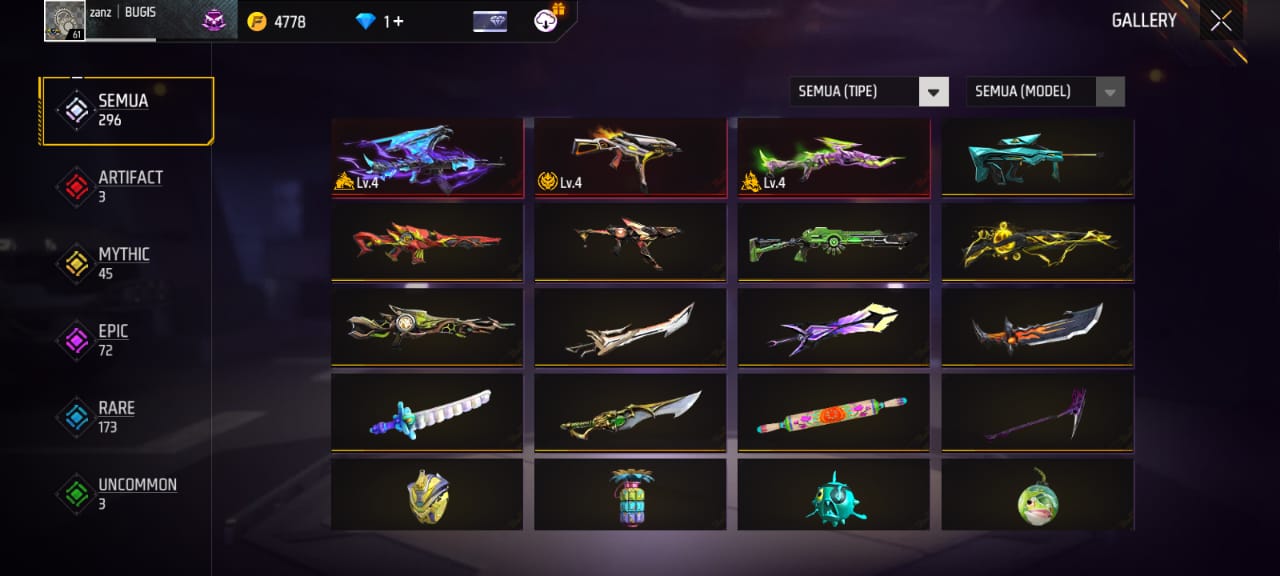 zanz | BUGIS
61
4778
1+
GALLERY
SEMUA
296
SEMUA (TIPE)
SEMUA (MODEL)
Lv.4
Lv.4
Lv.4
ARTIFACT
3
MYTHIC
45
EPIC
72
RARE
173
UNCOMMON
3